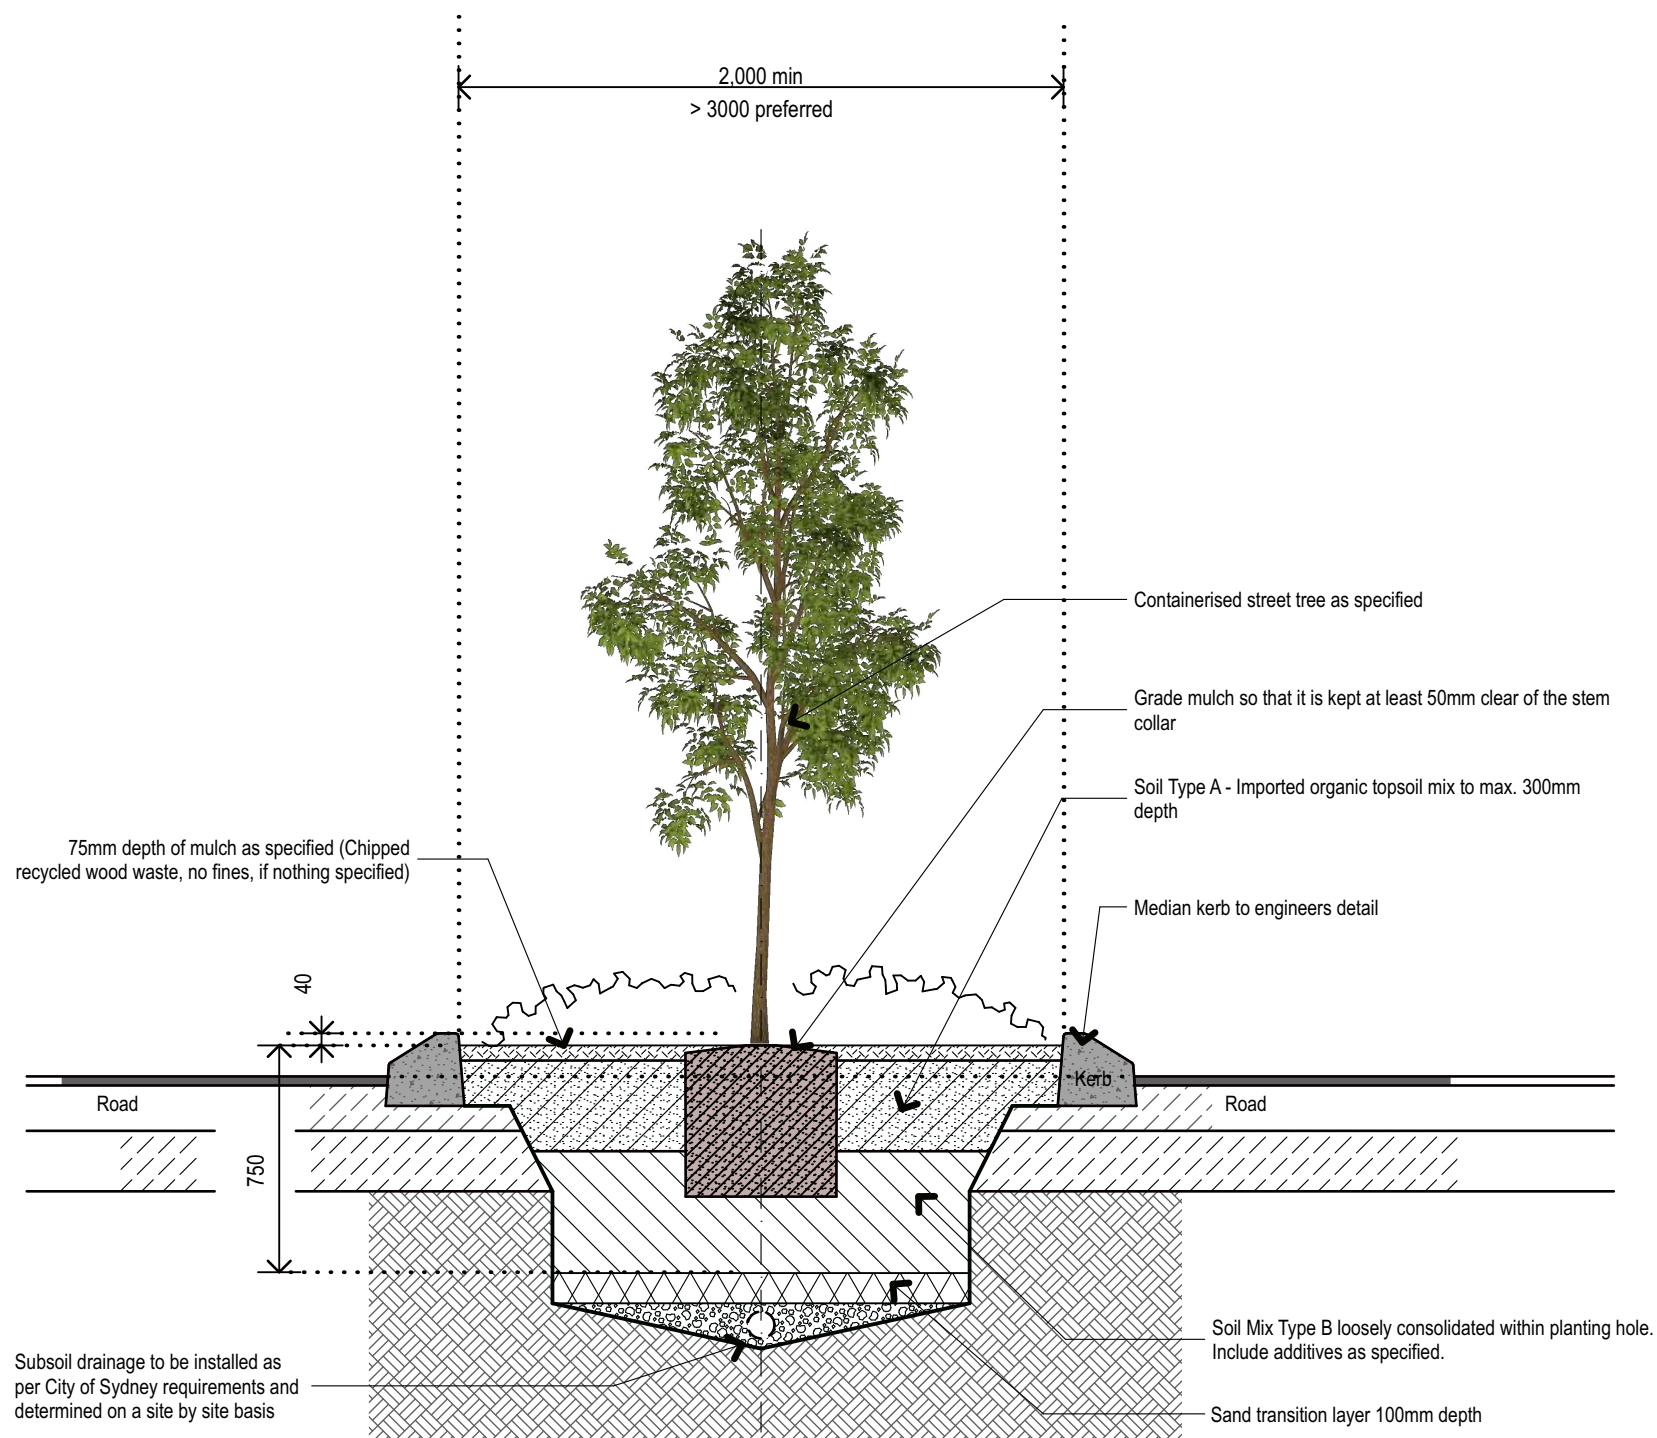 2,000 min
> 3000 preferred
Containerised street tree as specified
Grade mulch so that it is kept at least 50mm clear of the stem
collar
Soil Type A - Imported organic topsoil mix to max. 300mm
depth
75mm depth of mulch as specified (Chipped
recycled wood waste, no fines, if nothing specified)
Median kerb to engineers detail
40
Kerb
Road
Road
750
Soil Mix Type B loosely consolidated within planting hole.
Include additives as specified.
Subsoil drainage to be installed as
per City of Sydney requirements and
determined on a site by site basis
Sand transition layer 100mm depth